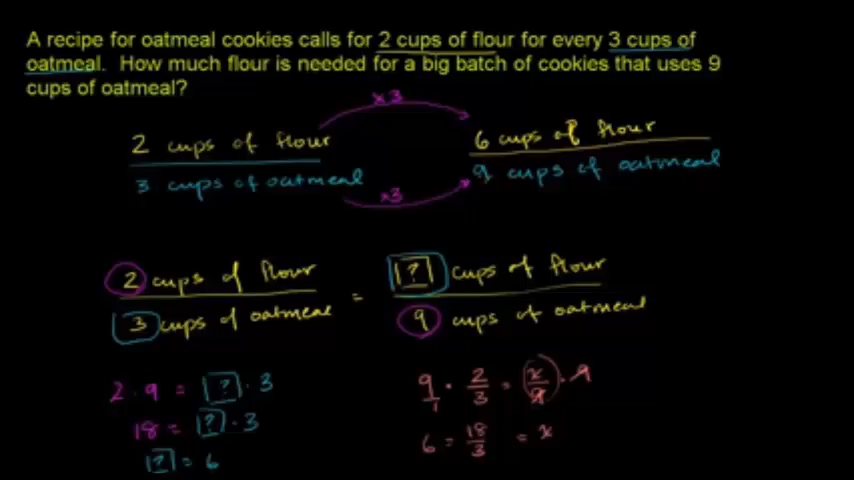 A recipe for oatmeal cookies calls for 2 cups of flour for every 3 cups of
oatmeal. How much flour is needed for a big batch of cookies that uses 9
cups of oatmeal?
×3
2 cups of flour
3 cups of oatmeal
6 cups of flour
9 cups of oatmeal
×3
2 cups of flour
3 cups of oatmeal
=
? cups of flour
9 cups of oatmeal
2 · 9 = ? · 3
18 = ? · 3
? = 6
9/1 · 2/3 = x/9 · 9
6 = 18/3 = x